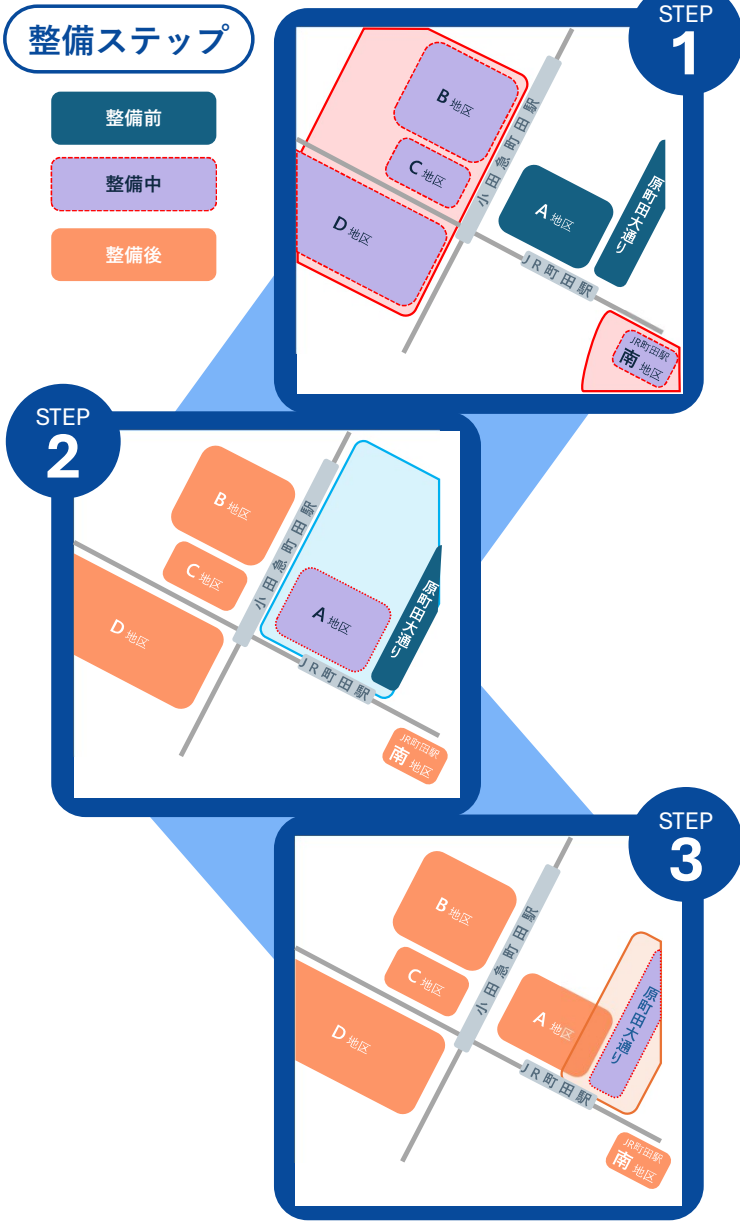 整備ステップ
整備前
整備中
整備後
STEP
1
B 地区
C 地区
D 地区
小田急町田駅
A 地区
原町田大通り
JR町田駅
JR町田駅
南 地区
STEP
2
B 地区
C 地区
D 地区
小田急町田駅
A 地区
原町田大通り
JR町田駅
JR町田駅
南 地区
STEP
3
B 地区
C 地区
D 地区
小田急町田駅
A 地区
原町田大通り
JR町田駅
JR町田駅
南 地区